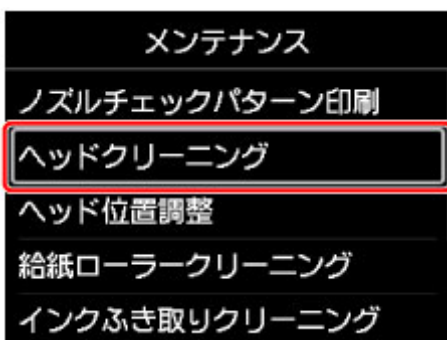 メンテナンス
ノズルチェックパターン印刷
ヘッドクリーニング
ヘッド位置調整
給紙ローラークリーニング
インクふき取りクリーニング